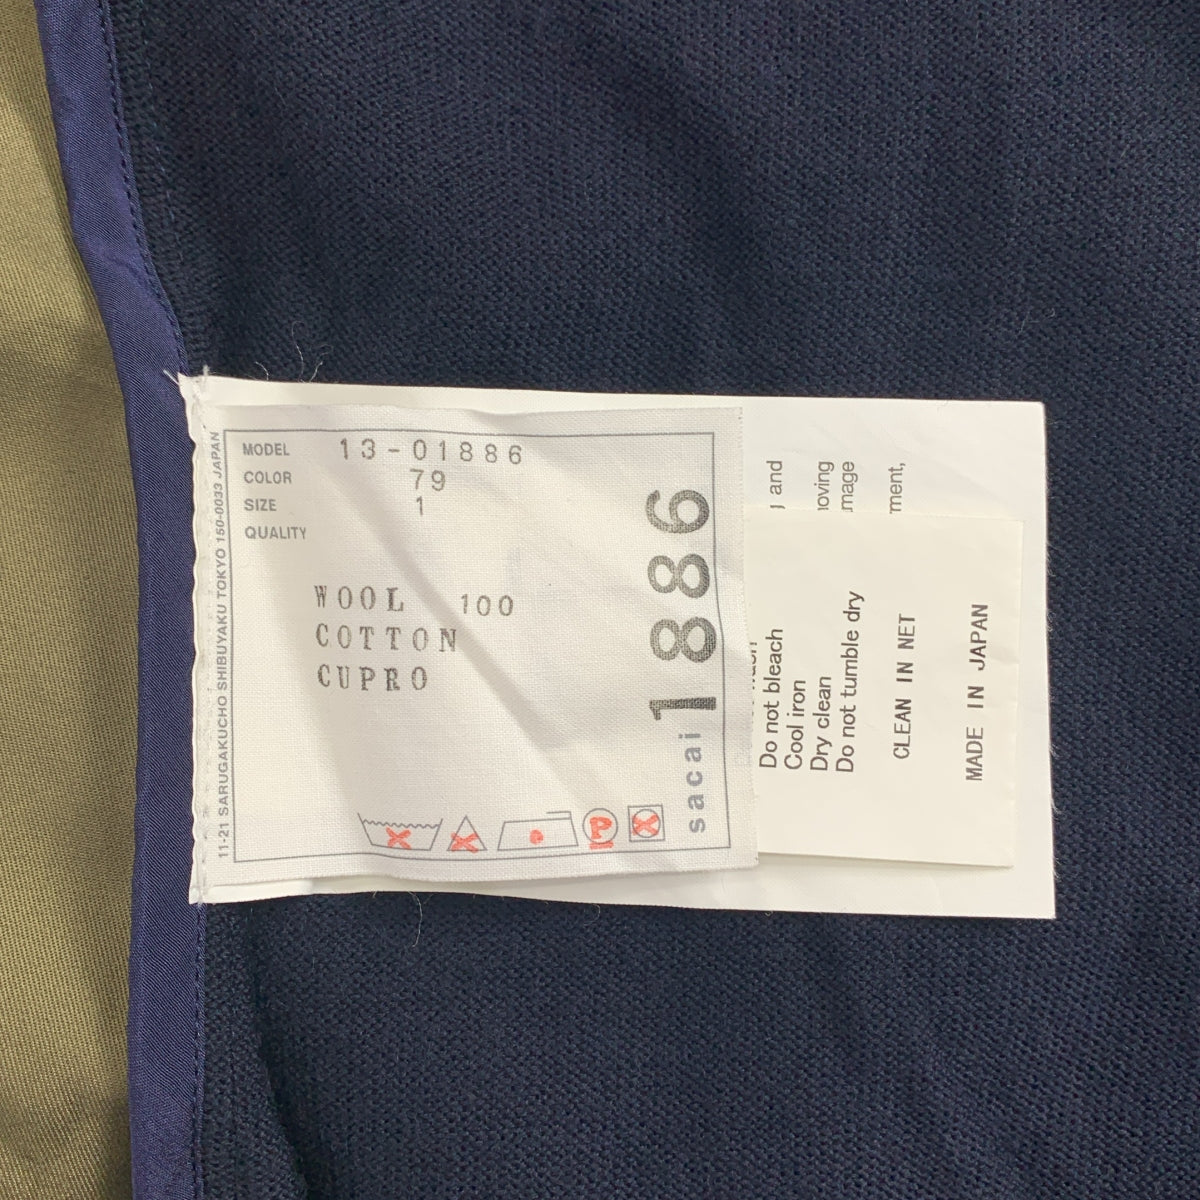 MODEL 13-01886
COLOR 79
SIZE 1
QUALITY
WOOL 100
COTTON
CUPRO
sacai 1886
11-21 SARUGAKUCHO SHIBUYAKU TOKYO 150-0033 JAPAN
P
and
ment,
Do not bleach
Cool iron
Dry clean
Do not tumble dry
CLEAN IN NET
MADE IN JAPAN